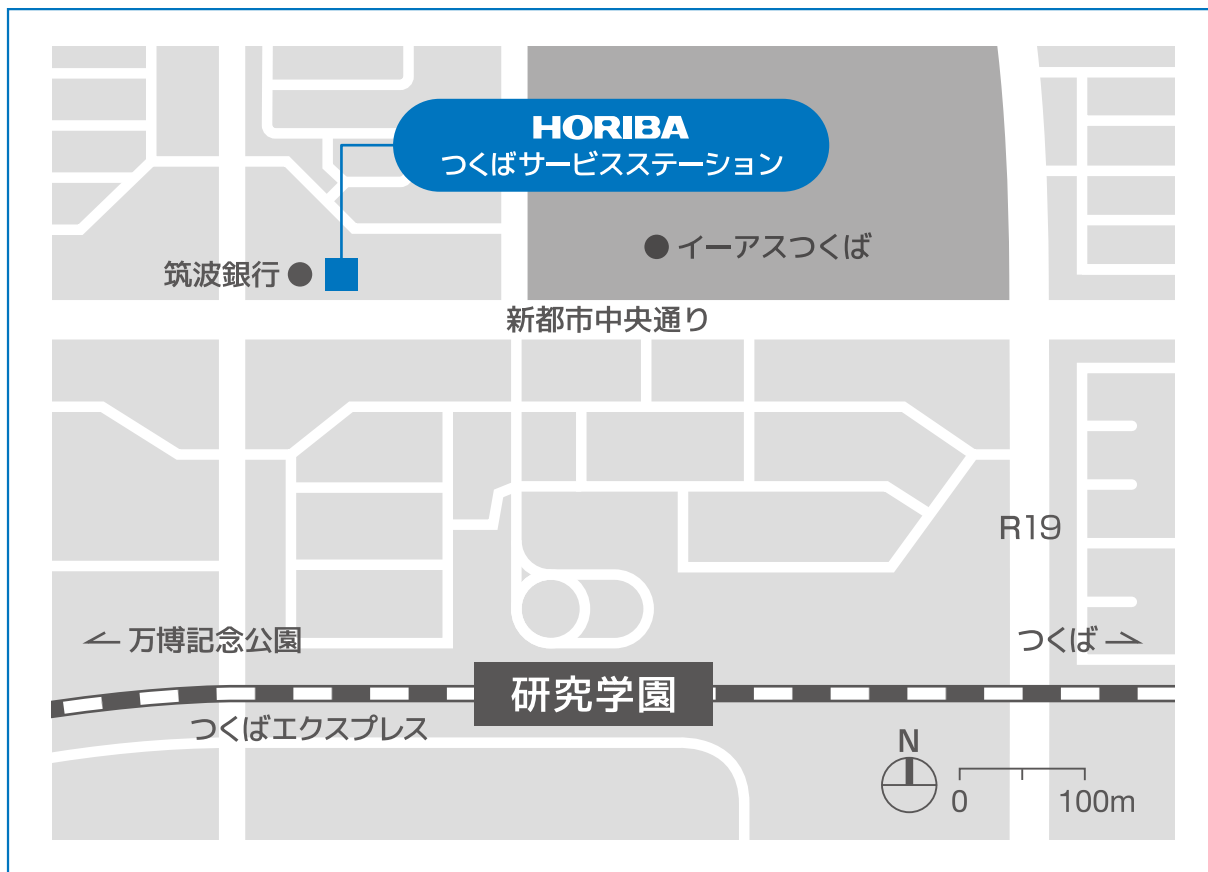 HORIBA
つくばサービスステーション
イーアスつくば
筑波銀行
新都市中央通り
R19
万博記念公園
つくば
研究学園
つくばエクスプレス
N
0
100m